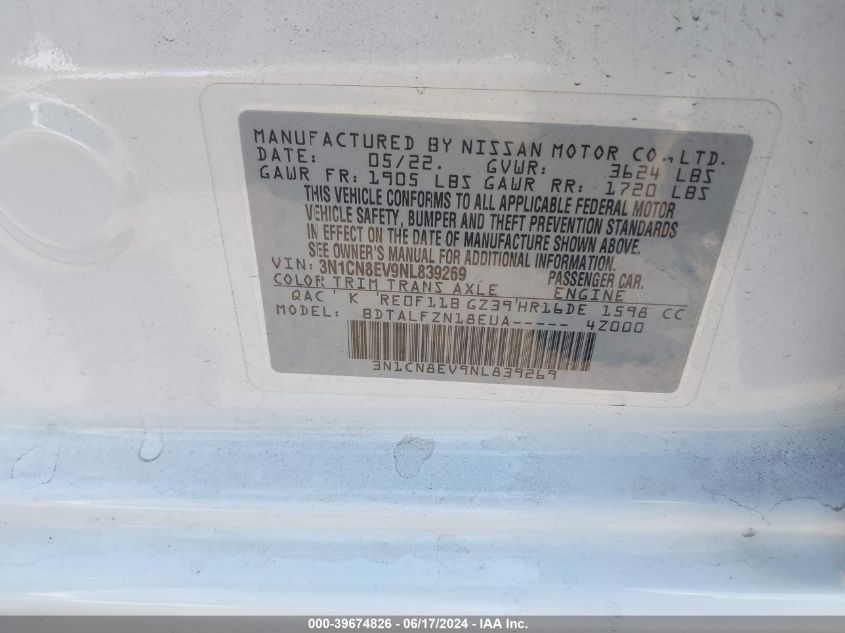 MANUFACTURED BY NISSAN MOTOR CO., LTD.
DATE: 05/22. GVWR: 3624 LBS
GAWR FR: 1905 LBS GAWR RR: 1720 LBS
THIS VEHICLE CONFORMS TO ALL APPLICABLE FEDERAL MOTOR
VEHICLE SAFETY, BUMPER AND THEFT PREVENTION STANDARDS
IN EFFECT ON THE DATE OF MANUFACTURE SHOWN ABOVE.
SEE OWNER'S MANUAL FOR ADDITIONAL INFORMATION.
VIN: 3N1CN8EV9NL839269 PASSENGER CAR.
COLOR TRIM TRANS AXLE ENGINE
QAC ' K 'RE0F11B GZ39'HR16DE 1598 CC
MODEL: BDTALFZN18EUA----- 4Z000
3N1CN8EV9NL839269
000-39674826 - 06/17/2024 - IAAI Inc.